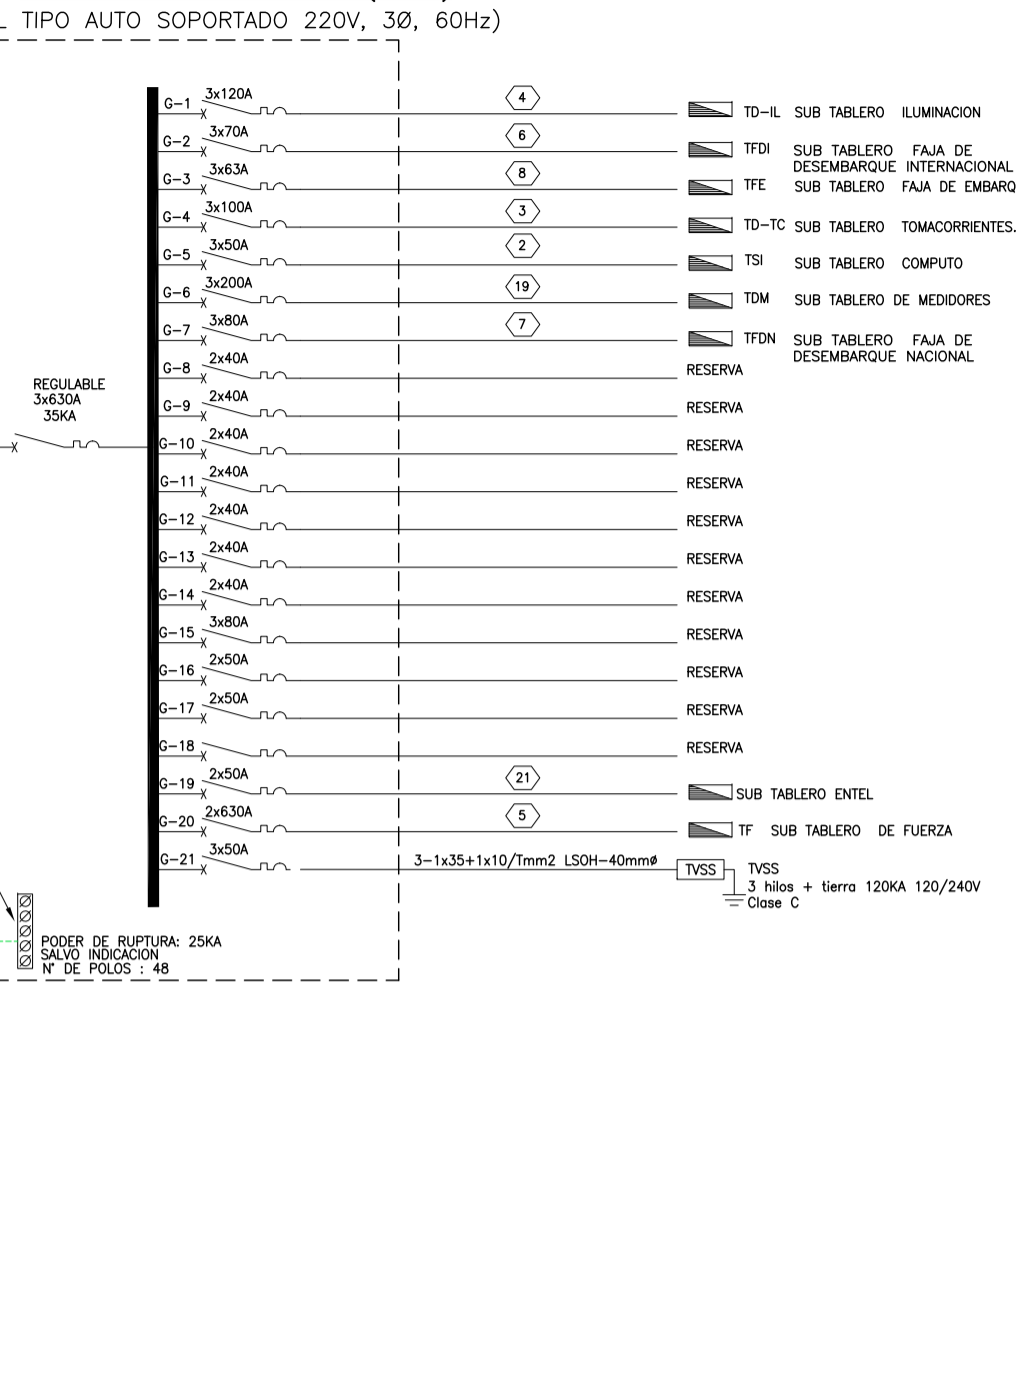 L TIPO AUTO SOPORTADO 220V, 3Ø, 60Hz)
G-1 3x120A 4 TD-IL SUB TABLERO ILUMINACION
G-2 3x70A 6 TFDI SUB TABLERO FAJA DE
DESEMBARQUE INTERNACIONAL
G-3 3x63A 8 TFE SUB TABLERO FAJA DE EMBARQ
G-4 3x100A 3 TD-TC SUB TABLERO TOMACORRIENTES.
G-5 3x50A 2 TSI SUB TABLERO COMPUTO
G-6 3x200A 19 TDM SUB TABLERO DE MEDIDORES
G-7 3x80A 7 TFDN SUB TABLERO FAJA DE
DESEMBARQUE NACIONAL
G-8 2x40A RESERVA
REGULABLE
3x630A
35KA
G-9 2x40A RESERVA
G-10 2x40A RESERVA
G-11 2x40A RESERVA
G-12 2x40A RESERVA
G-13 2x40A RESERVA
G-14 2x40A RESERVA
G-15 3x80A RESERVA
G-16 2x50A RESERVA
G-17 2x50A RESERVA
G-18 RESERVA
G-19 2x50A 21 SUB TABLERO ENTEL
G-20 2x630A 5 TF SUB TABLERO DE FUERZA
G-21 3x50A 3-1x35+1x10/Tmm2 LSOH-40mmø TVSS TVSS
3 hilos + tierra 120KA 120/240V
Clase C
PODER DE RUPTURA: 25KA
SALVO INDICACION
N° DE POLOS : 48